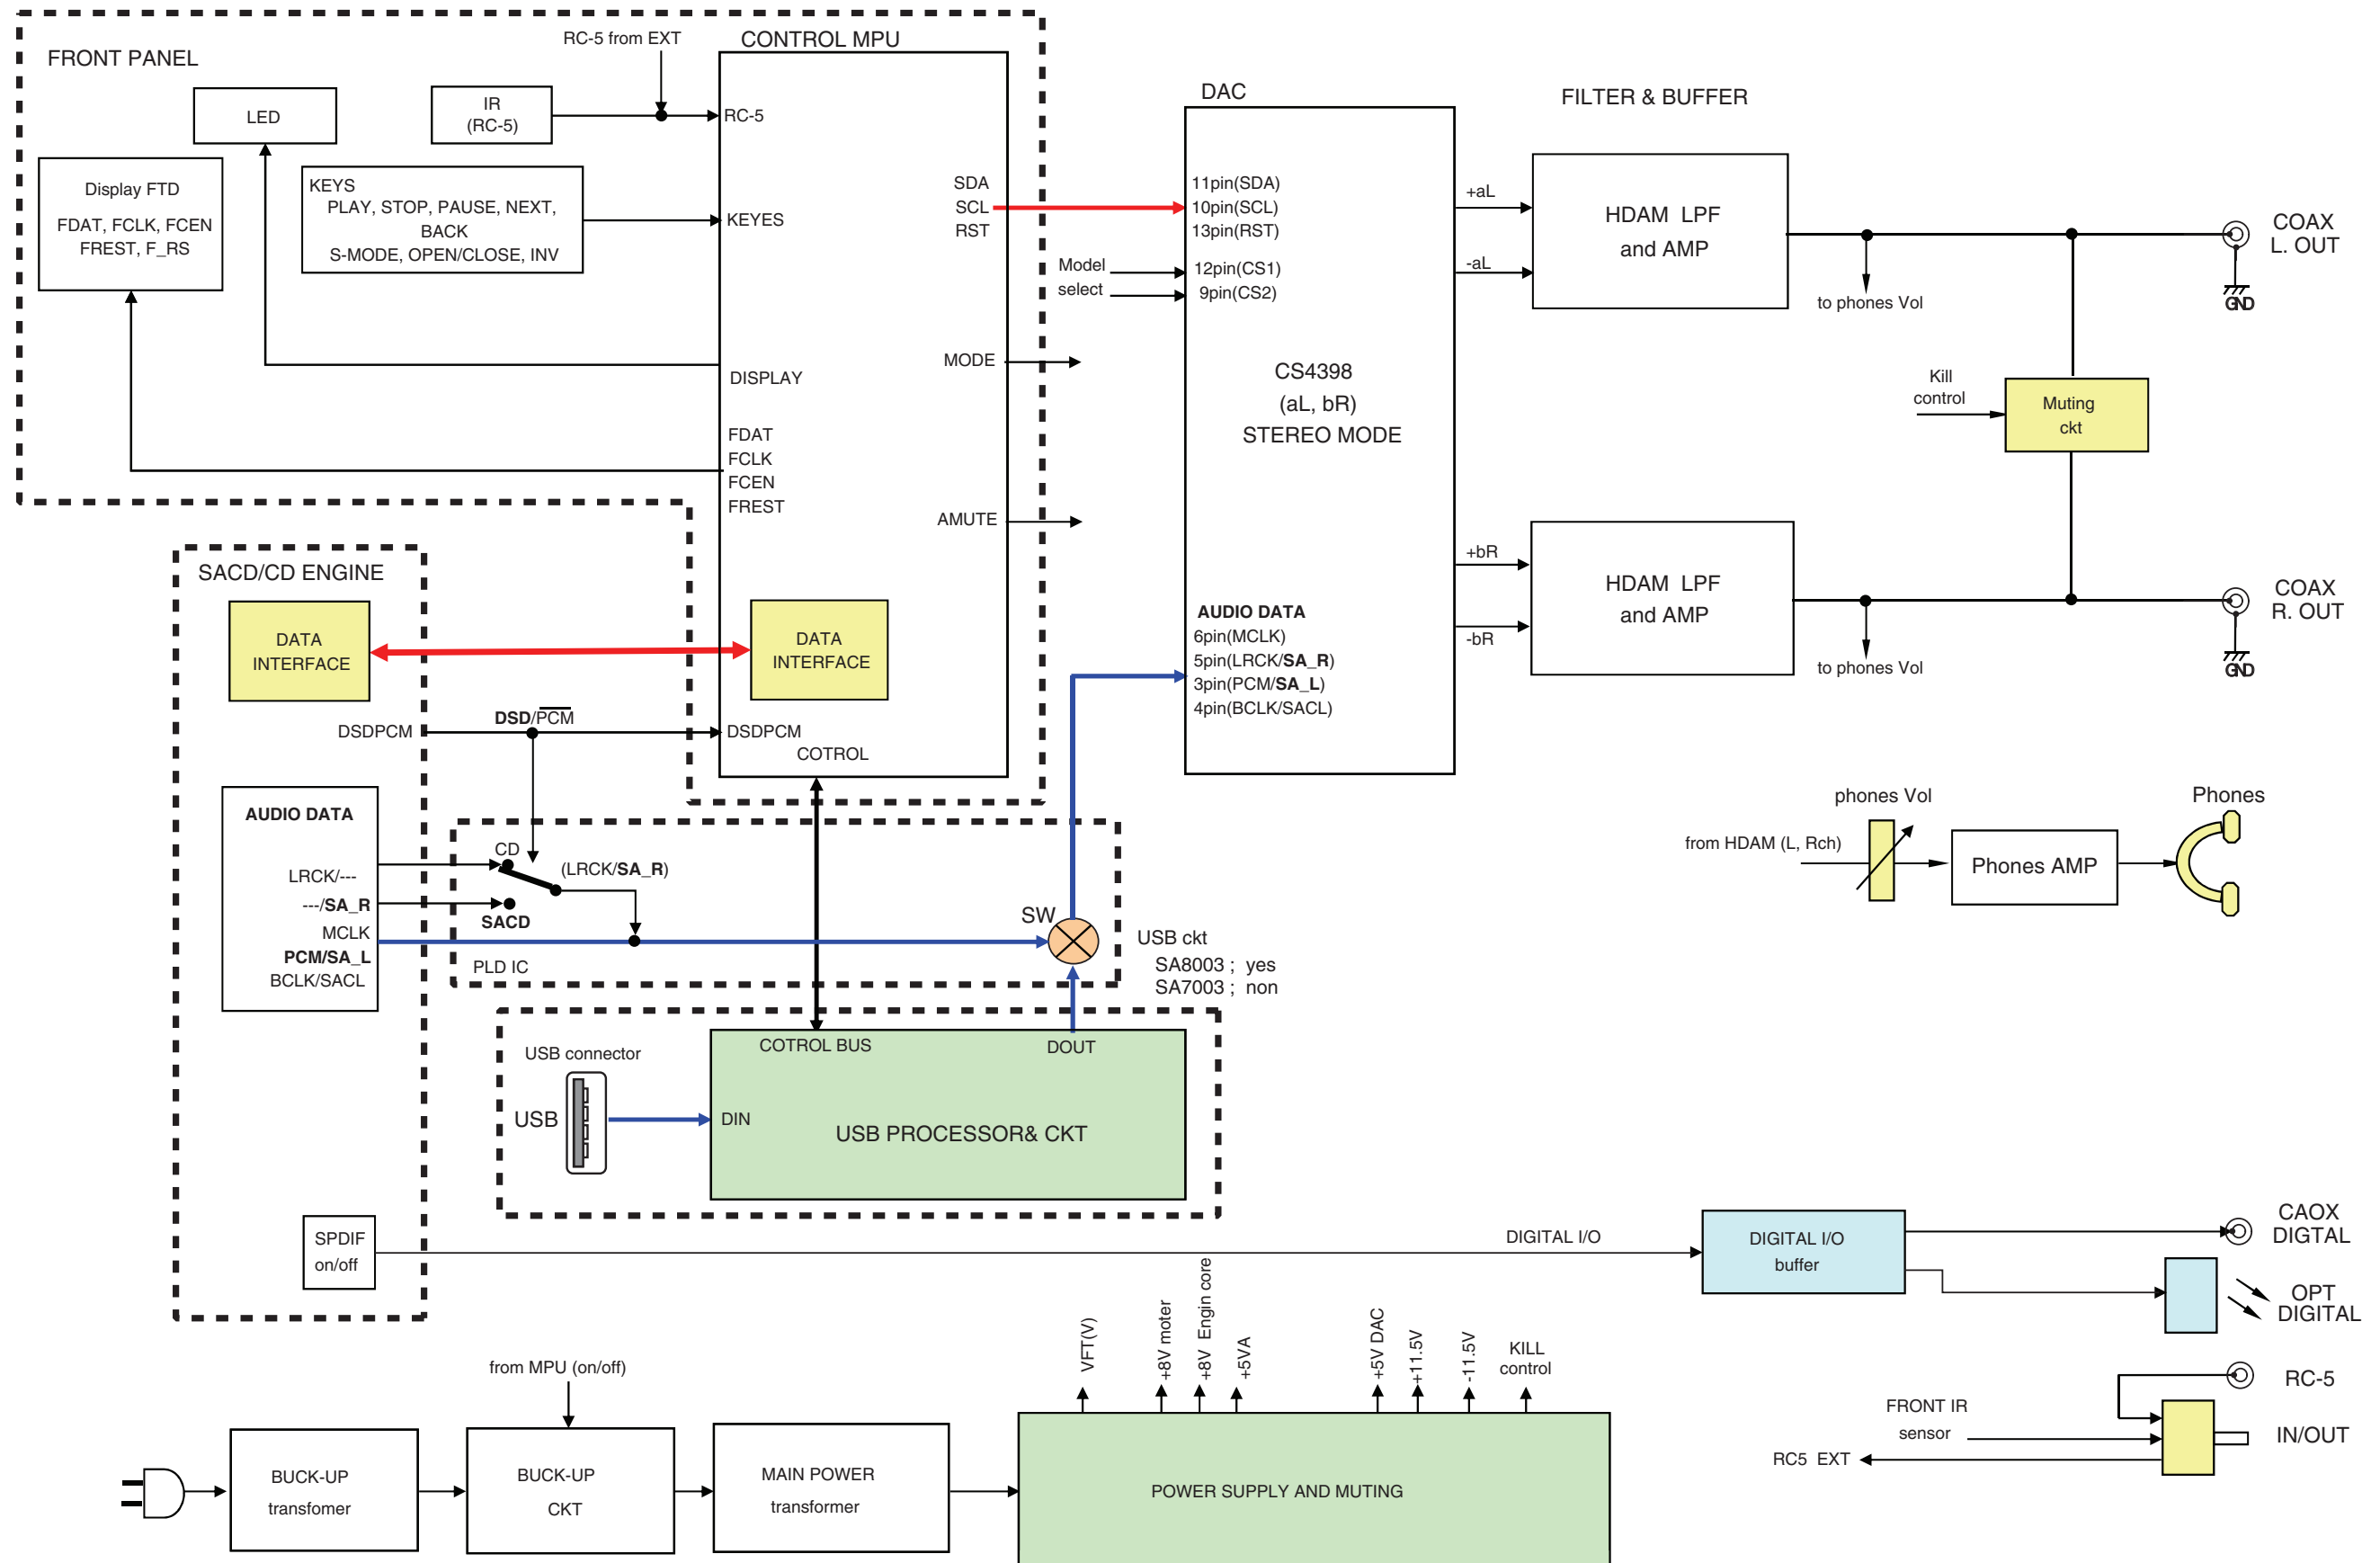 FRONT PANEL
RC-5 from EXT
CONTROL MPU
LED
IR
(RC-5)
RC-5
Display FTD
FDAT, FCLK, FCEN
FREST, F_RS
KEYS
PLAY, STOP, PAUSE, NEXT,
BACK
S-MODE, OPEN/CLOSE, INV
KEYES
SDA
SCL
RST
DISPLAY
MODE
FDAT
FCLK
FCEN
FREST
AMUTE
DATA
INTERFACE
DSDPCM
COTROL
DAC
11pin(SDA)
10pin(SCL)
13pin(RST)
Model
select
12pin(CS1)
9pin(CS2)
CS4398
(aL, bR)
STEREO MODE
AUDIO DATA
6pin(MCLK)
5pin(LRCK/SA_R)
3pin(PCM/SA_L)
4pin(BCLK/SACL)
FILTER & BUFFER
+aL
-aL
HDAM LPF
and AMP
to phones Vol
COAX
L. OUT
GND
Kill
control
Muting
ckt
+bR
-bR
HDAM LPF
and AMP
to phones Vol
COAX
R. OUT
GND
SACD/CD ENGINE
DATA
INTERFACE
DSDPCM
DSD/PCM
AUDIO DATA
LRCK/---
---/SA_R
MCLK
PCM/SA_L
BCLK/SACL
CD
(LRCK/SA_R)
SACD
PLD IC
SW
USB ckt
SA8003 ; yes
SA7003 ; non
phones Vol
Phones
from HDAM (L, Rch)
Phones AMP
USB connector
USB
COTROL BUS
DOUT
DIN
USB PROCESSOR& CKT
SPDIF
on/off
DIGITAL I/O
DIGITAL I/O
buffer
CAOX
DIGTAL
OPT
DIGITAL
from MPU (on/off)
BUCK-UP
transfomer
BUCK-UP
CKT
MAIN POWER
transformer
VFT(V)
+8V moter
+8V Engin core
+5VA
+5V DAC
+11.5V
-11.5V
KILL
control
POWER SUPPLY AND MUTING
RC-5
FRONT IR
sensor
IN/OUT
RC5 EXT